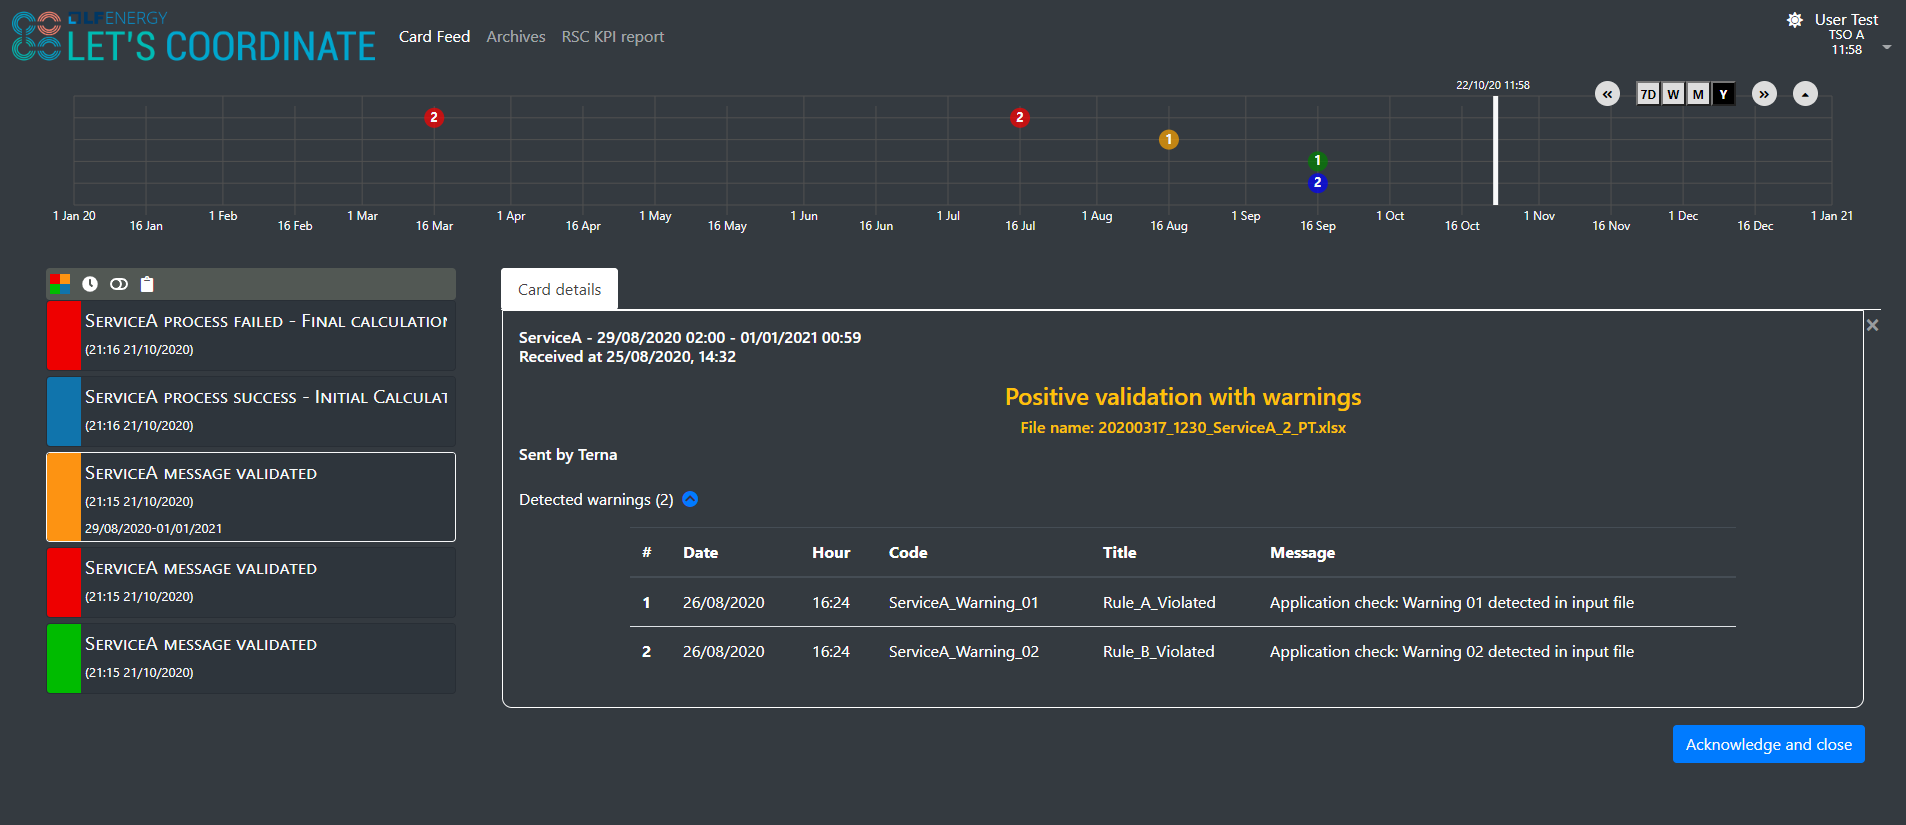 LF ENERGY
LET'S COORDINATE
Card Feed Archives RSC KPI report
User Test
TSO A
11:58
22/10/20 11:58
« 7D W M Y »
2 2
1
1
2
1 Jan 20 1 Feb 1 Mar 1 Apr 1 May 1 Jun 1 Jul 1 Aug 1 Sep 1 Oct 1 Nov 1 Dec 1 Jan 21
16 Jan 16 Feb 16 Mar 16 Apr 16 May 16 Jun 16 Jul 16 Aug 16 Sep 16 Oct 16 Nov 16 Dec
ServiceA process failed - Final calculation
(21:16 21/10/2020)
ServiceA process success - Initial Calculat
(21:16 21/10/2020)
ServiceA message validated
(21:15 21/10/2020)
29/08/2020-01/01/2021
ServiceA message validated
(21:15 21/10/2020)
ServiceA message validated
(21:15 21/10/2020)
Card details
×
ServiceA - 29/08/2020 02:00 - 01/01/2021 00:59
Received at 25/08/2020, 14:32
Positive validation with warnings
File name: 20200317_1230_ServiceA_2_PT.xlsx
Sent by Terna
Detected warnings (2)
# Date Hour Code Title Message
1 26/08/2020 16:24 ServiceA_Warning_01 Rule_A_Violated Application check: Warning 01 detected in input file
2 26/08/2020 16:24 ServiceA_Warning_02 Rule_B_Violated Application check: Warning 02 detected in input file
Acknowledge and close